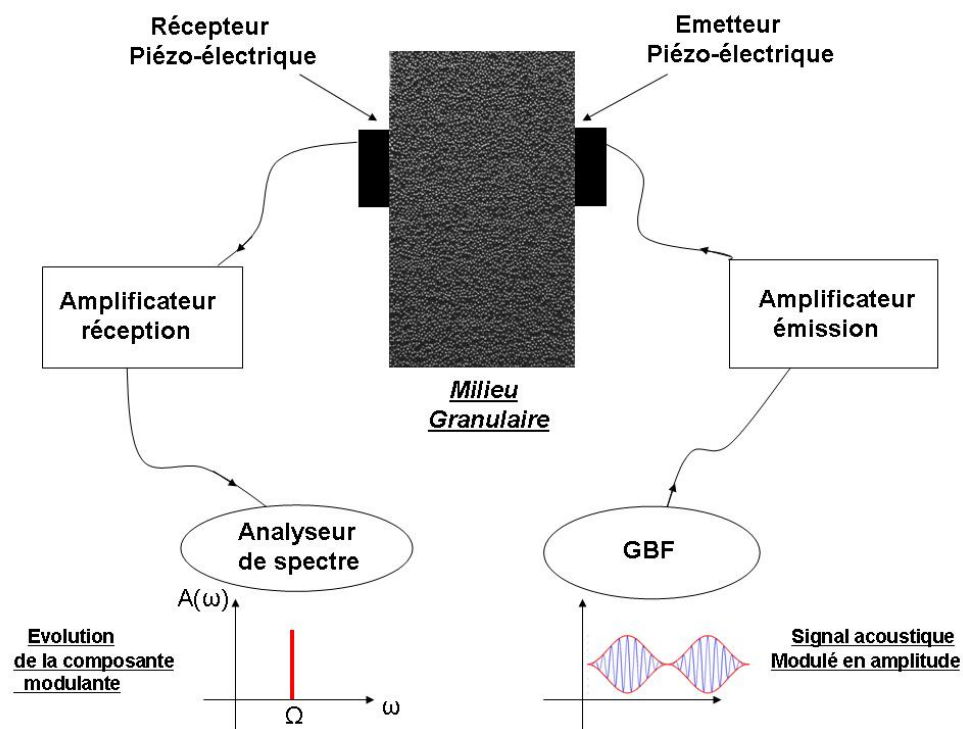 Récepteur
Piézo-électrique
Emetteur
Piézo-électrique
Amplificateur
réception
Amplificateur
émission
Milieu
Granulaire
Analyseur
de spectre
GBF
A(ω)
Evolution
de la composante
modulante
Ω
ω
Signal acoustique
Modulé en amplitude